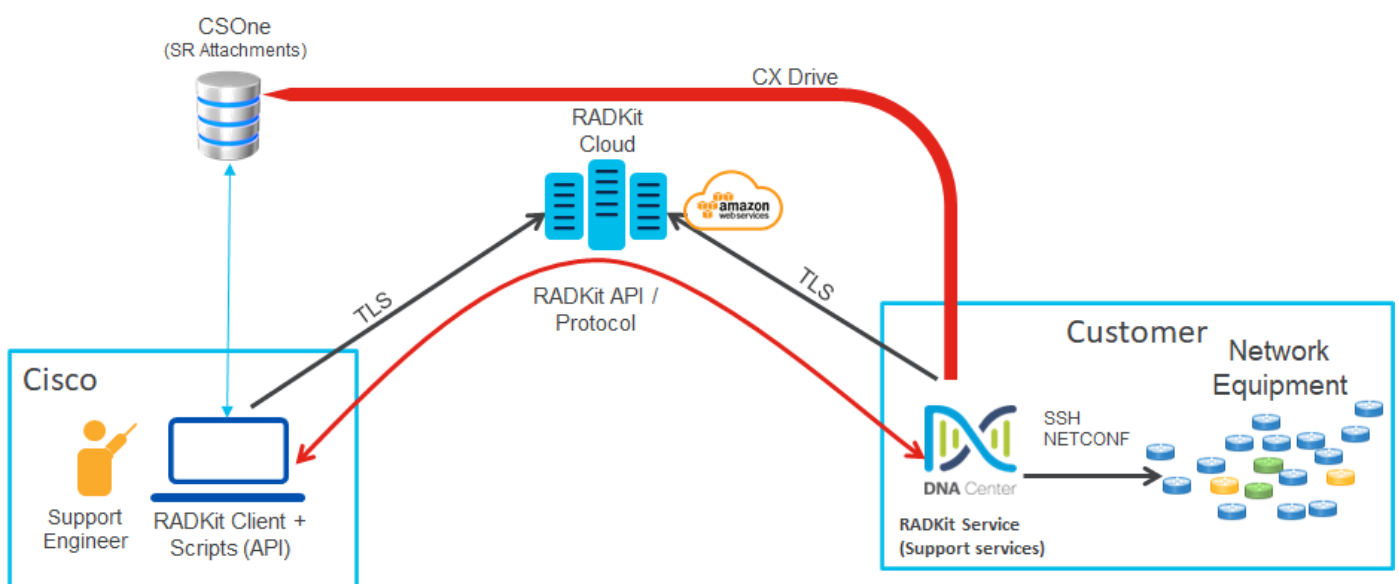 CSOne
(SR Attachments)
CX Drive
RADKit
Cloud
amazon
webservices
TLS
RADKit API /
Protocol
TLS
Cisco
Customer
Network
Equipment
SSH
NETCONF
DNA Center
Support
Engineer
RADKit Client +
Scripts (API)
RADKit Service
(Support services)